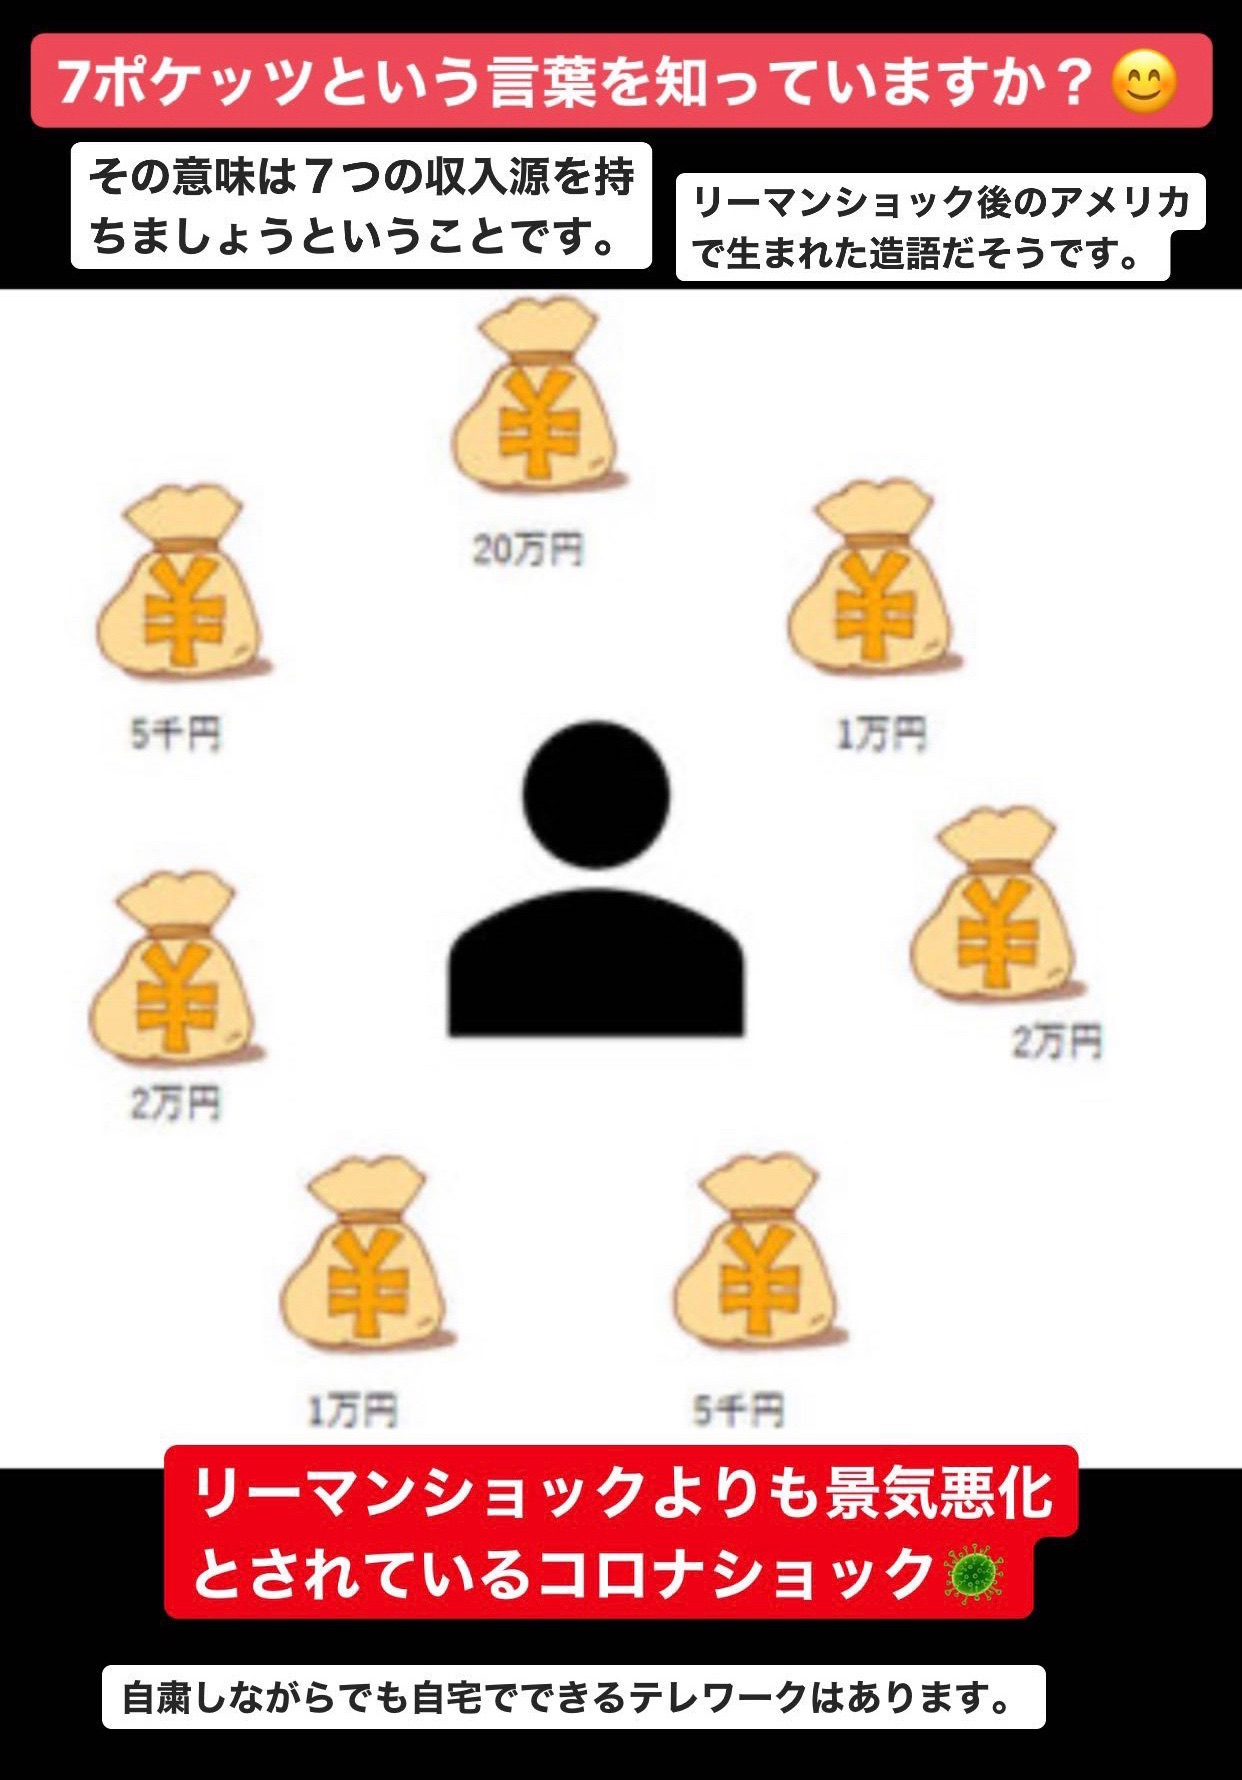 7ポケッツという言葉を知っていますか？😊
その意味は７つの収入源を持
ちましょうということです。
リーマンショック後のアメリカ
で生まれた造語だそうです。
20万円
5千円
1万円
2万円
2万円
1万円
5千円
リーマンショックよりも景気悪化
とされているコロナショック🦠
自粛しながらでも自宅でできるテレワークはあります。